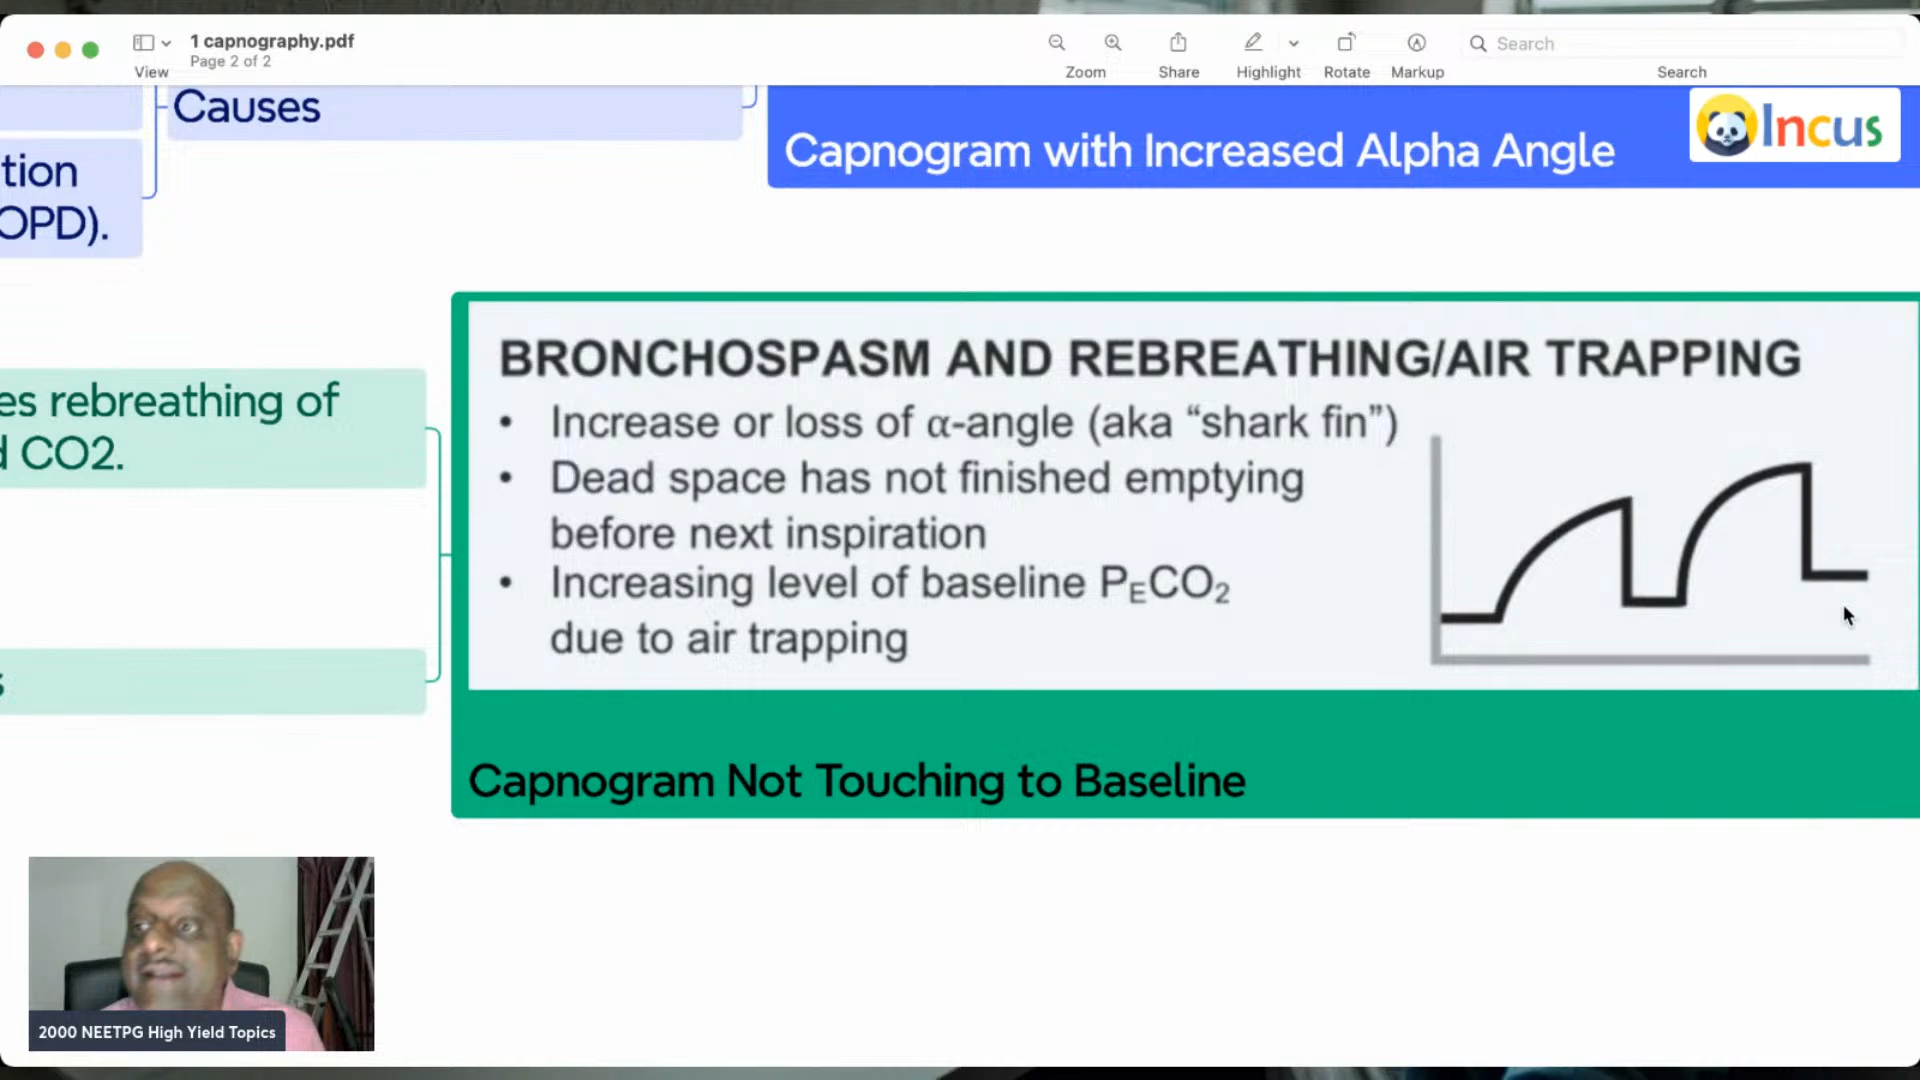 1 capnography.pdf
Page 2 of 2
View
Zoom
Share
Highlight
Rotate
Markup
Search
Search
Causes
Capnogram with Increased Alpha Angle
Incus
tion
OPD).
BRONCHOSPASM AND REBREATHING/AIR TRAPPING
• Increase or loss of α-angle (aka “shark fin”)
• Dead space has not finished emptying
before next inspiration
• Increasing level of baseline PECO2
due to air trapping
es rebreathing of
d CO2.
s
Capnogram Not Touching to Baseline
2000 NEETPG High Yield Topics